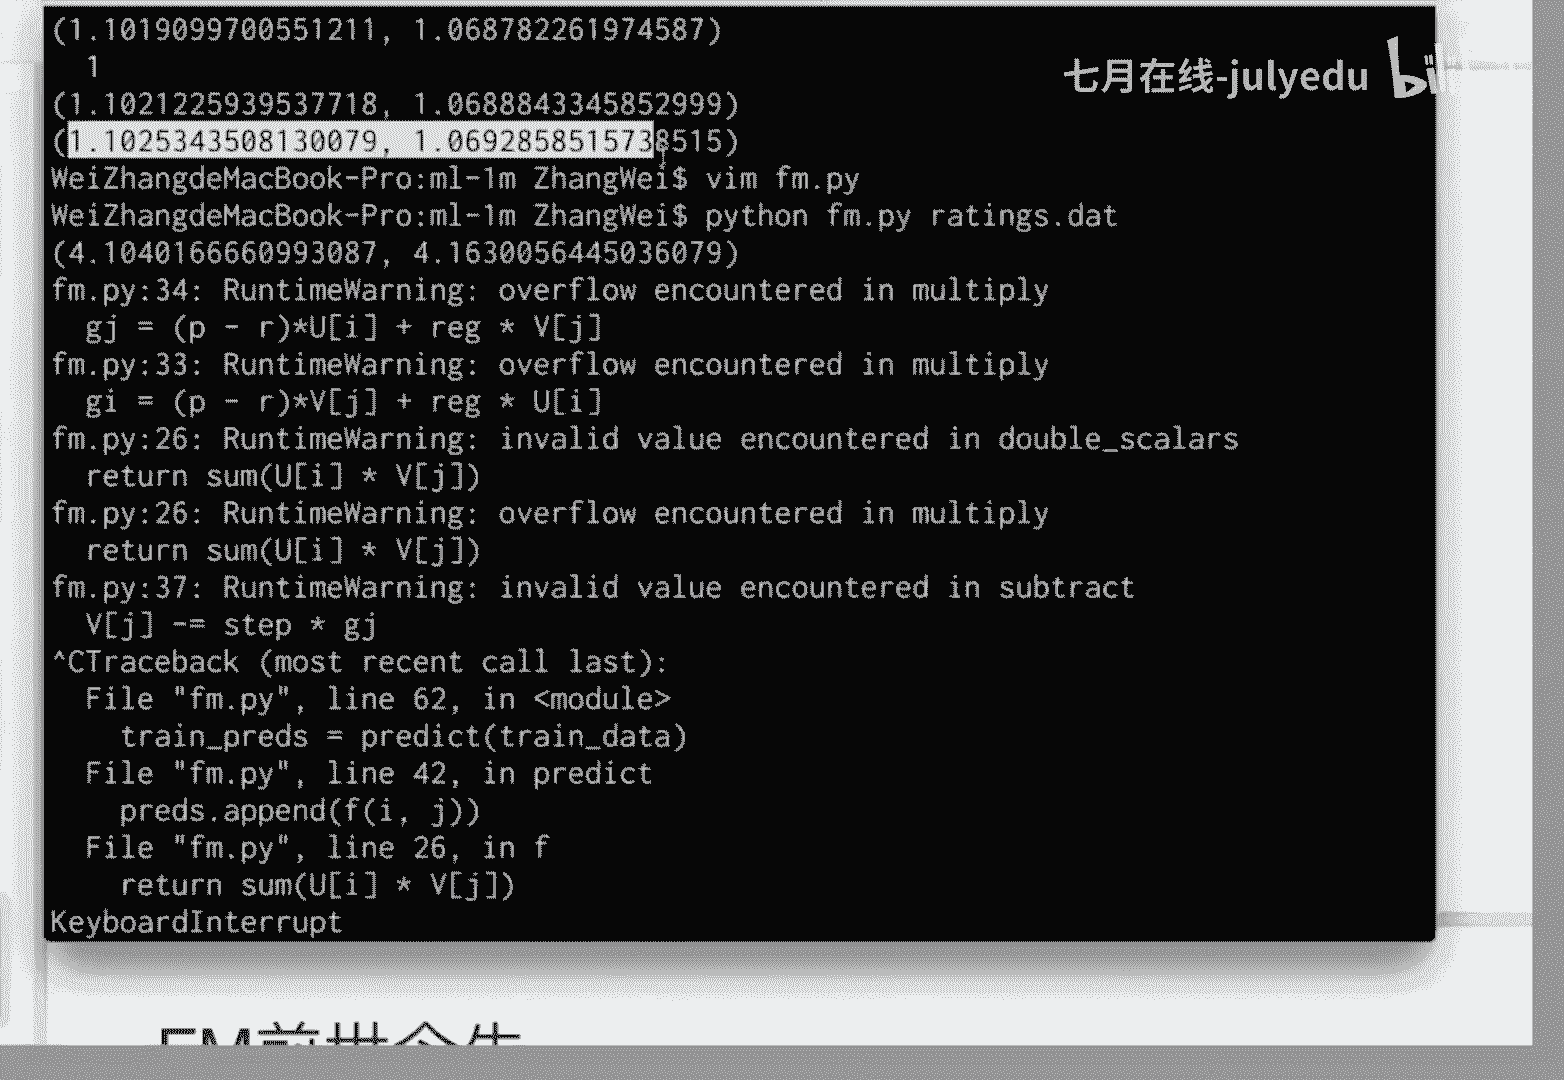 (1.1019099700551211, 1.068782261974587)
1
七月在线-julyedu bili
(1.1021225939537718, 1.0688843345852999)
(1.1025343508130079, 1.0692858515738515)
WeiZhangdeMacBook-Pro:ml-1m ZhangWei$ vim fm.py
WeiZhangdeMacBook-Pro:ml-1m ZhangWei$ python fm.py ratings.dat
(4.1040166660993087, 4.1630056445036079)
fm.py:34: RuntimeWarning: overflow encountered in multiply
gj = (p - r)*U[i] + reg * V[j]
fm.py:33: RuntimeWarning: overflow encountered in multiply
gi = (p - r)*V[j] + reg * U[i]
fm.py:26: RuntimeWarning: invalid value encountered in double_scalars
return sum(U[i] * V[j])
fm.py:26: RuntimeWarning: overflow encountered in multiply
return sum(U[i] * V[j])
fm.py:37: RuntimeWarning: invalid value encountered in subtract
V[j] -= step * gj
^CTraceback (most recent call last):
File "fm.py", line 62, in <module>
train_preds = predict(train_data)
File "fm.py", line 42, in predict
preds.append(f(i, j))
File "fm.py", line 26, in f
return sum(U[i] * V[j])
KeyboardInterrupt